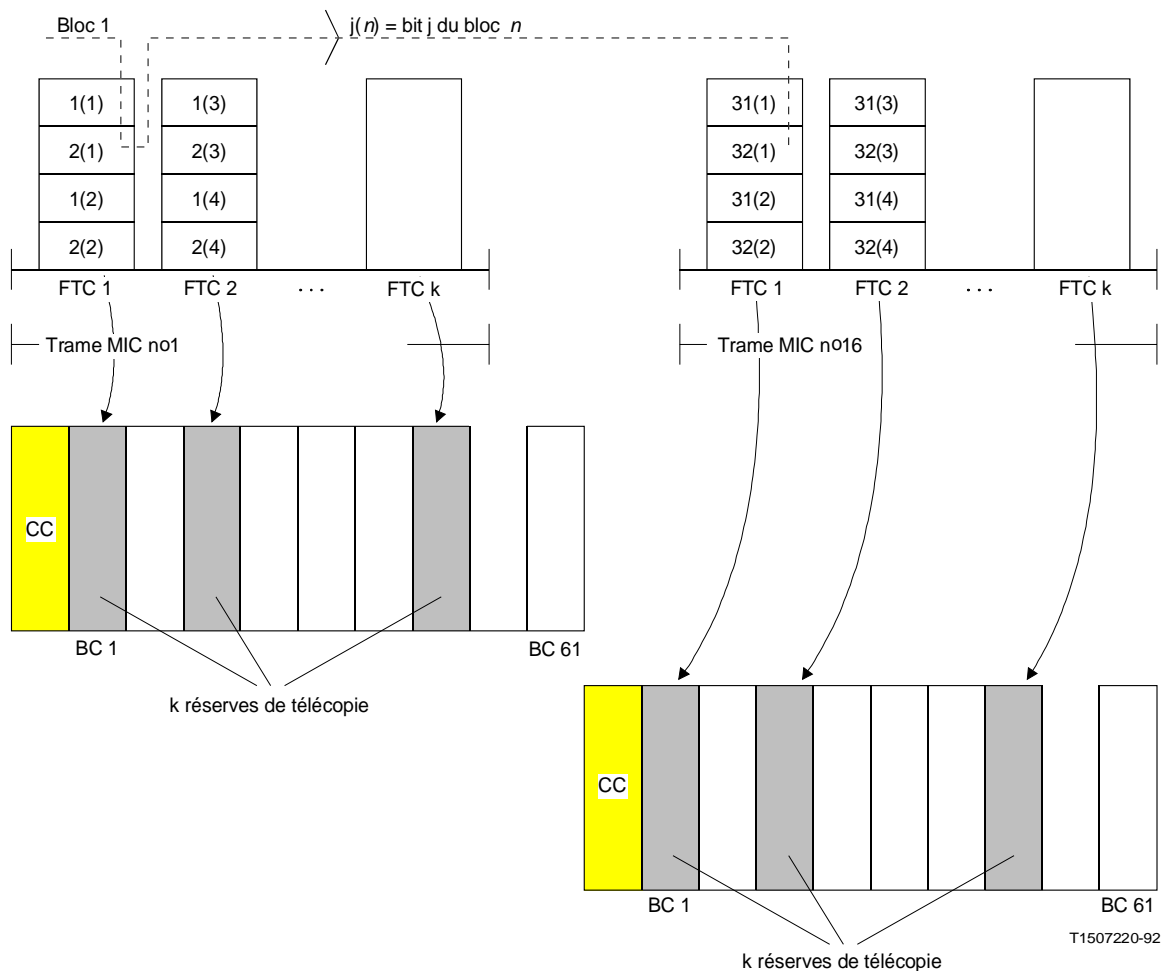 Bloc 1
j(n) = bit j du bloc n
1(1) 1(3) 31(1) 31(3)
2(1) 2(3) 32(1) 32(3)
1(2) 1(4) 31(2) 31(4)
2(2) 2(4) 32(2) 32(4)
FTC 1 FTC 2 . . . FTC k FTC 1 FTC 2 . . . FTC k
Trame MIC no1 Trame MIC no16
CC
BC 1 BC 61
k réserves de télécopie
CC
BC 1 BC 61
T1507220-92
k réserves de télécopie